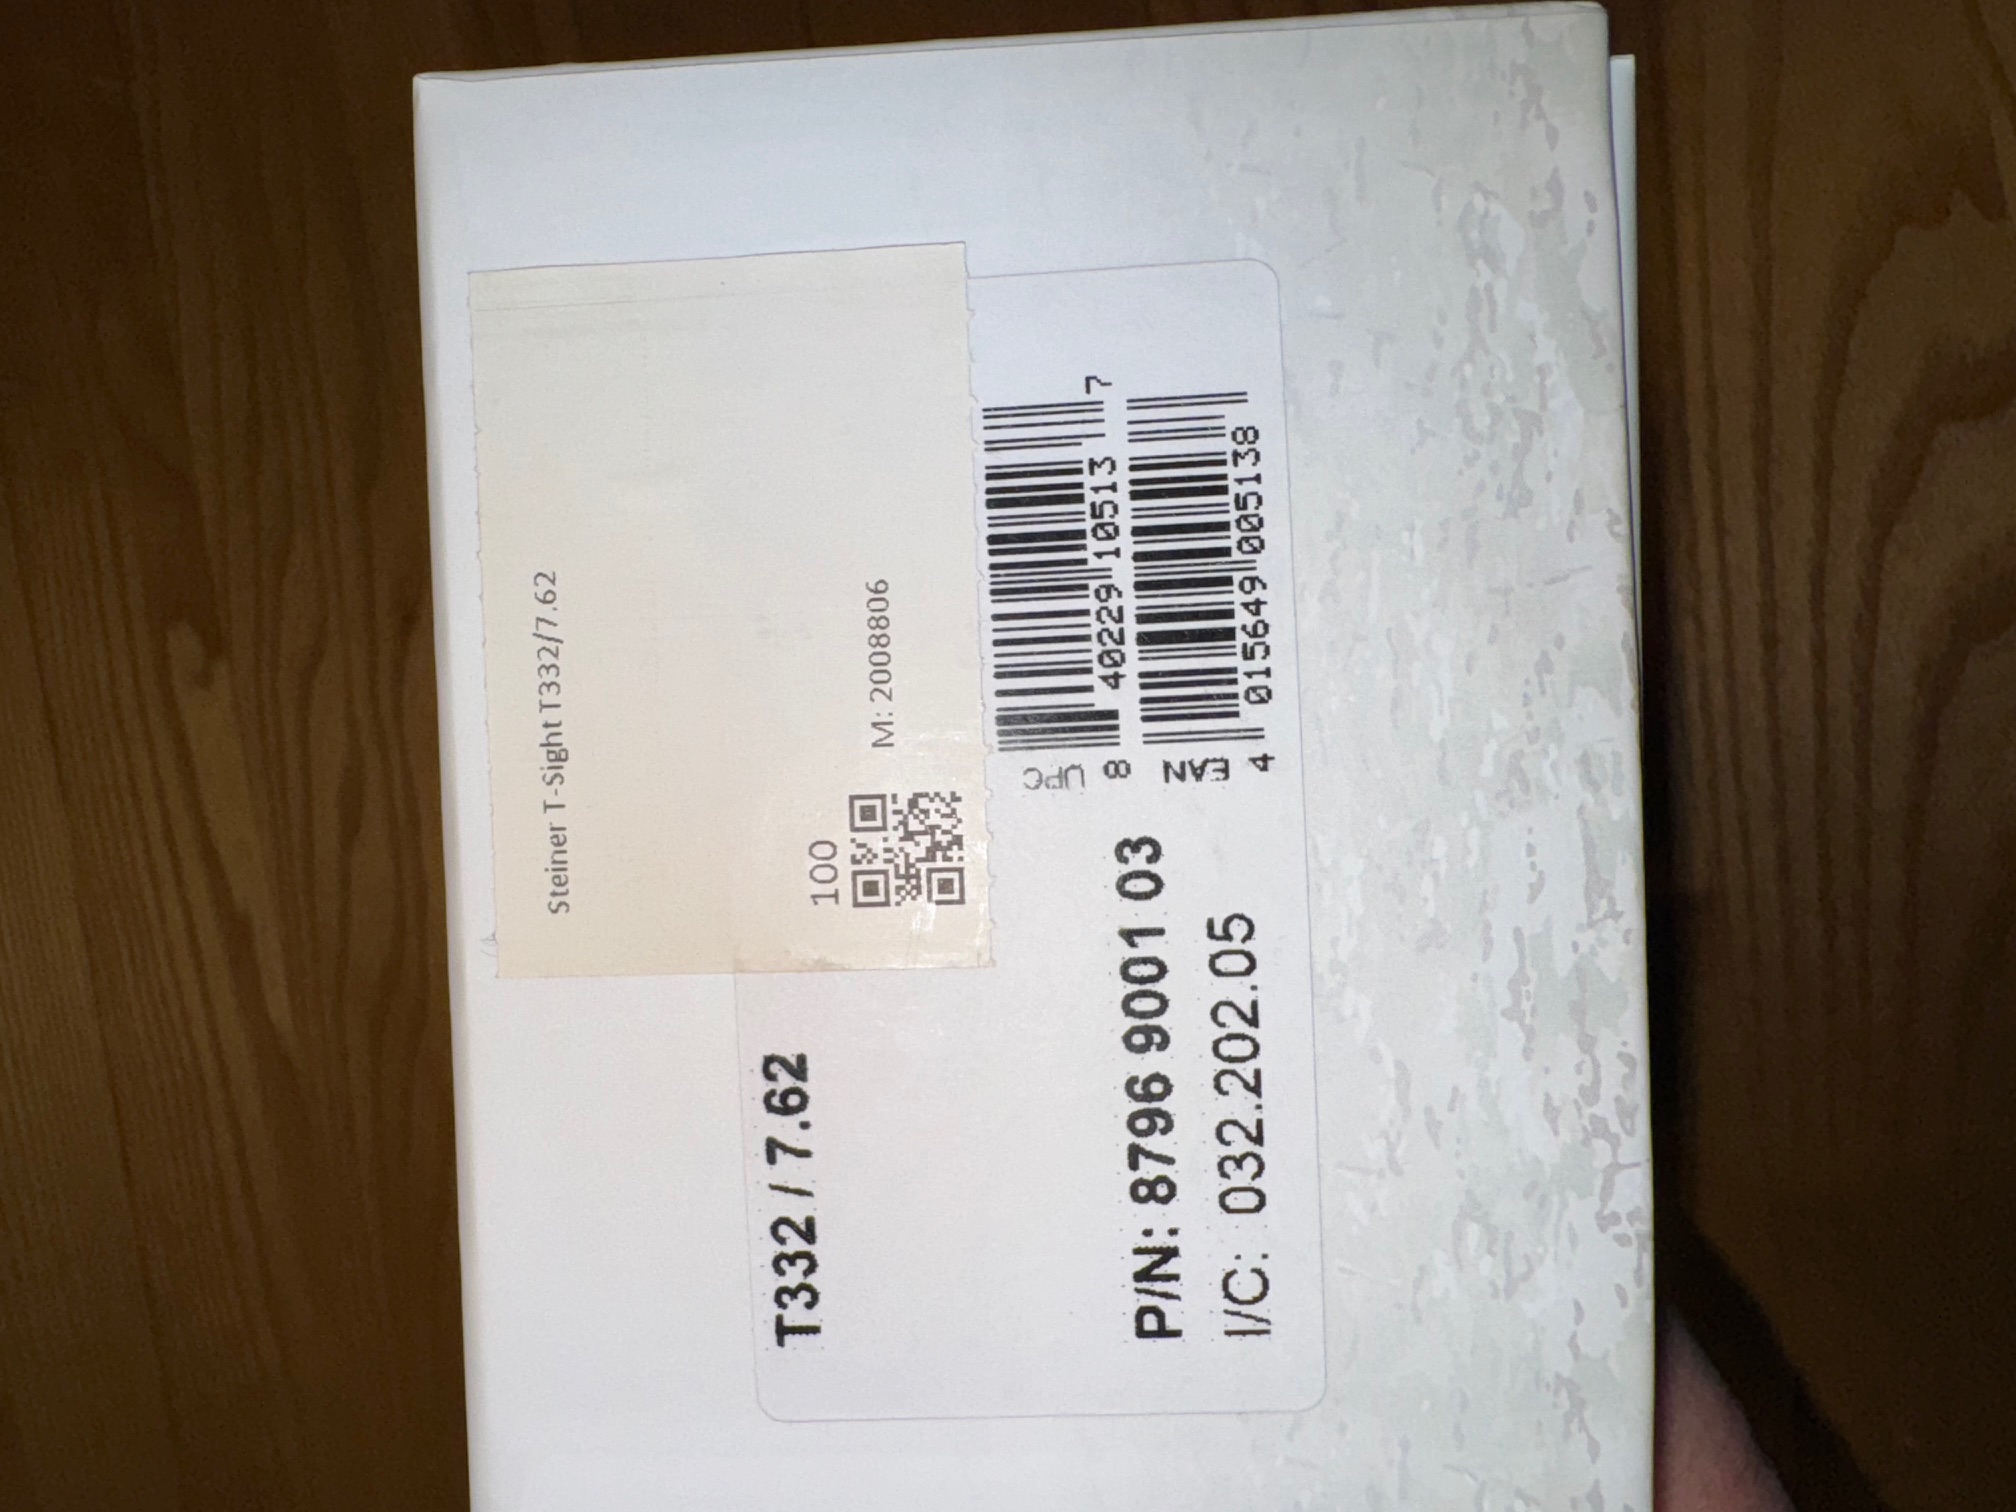 Steiner T-Sight T332/7.62
100
M: 2008806
T332 / 7.62
P/N: 8796 9001 03
I/C: 032.202.05
UPC
8 40229 10513 7
EAN
4 015649 005138